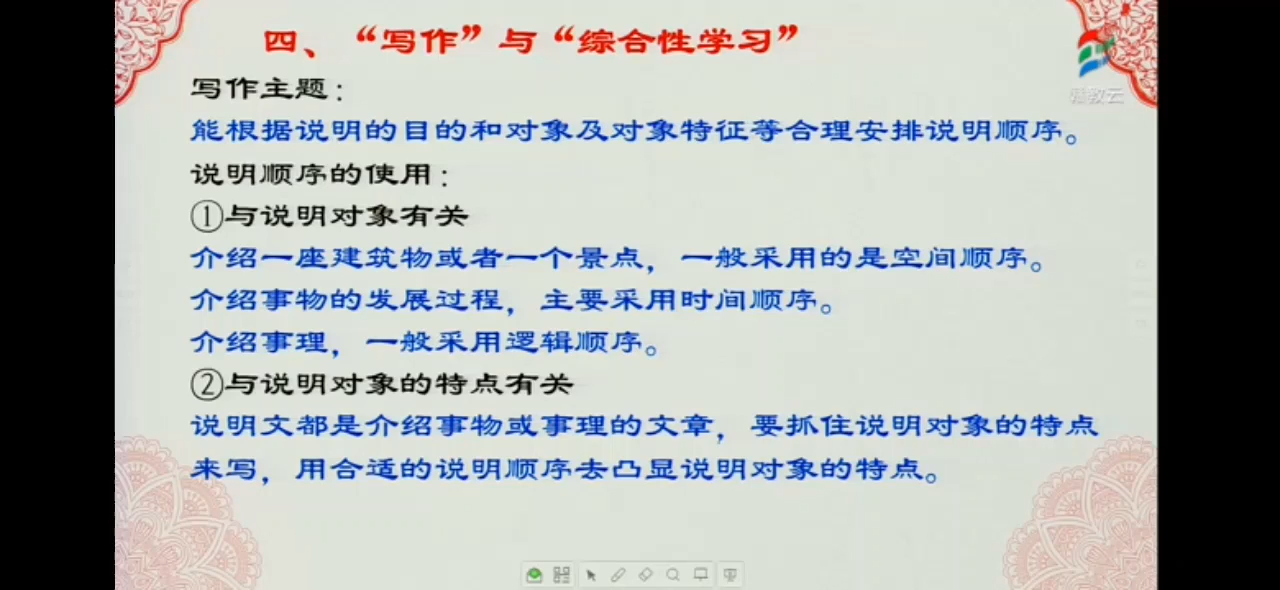 四、“写作”与“综合性学习”
写作主题：
能根据说明的目的和对象及对象特征等合理安排说明顺序。
说明顺序的使用：
①与说明对象有关
介绍一座建筑物或者一个景点，一般采用的是空间顺序。
介绍事物的发展过程，主要采用时间顺序。
介绍事理，一般采用逻辑顺序。
②与说明对象的特点有关
说明文都是介绍事物或事理的文章，要抓住说明对象的特点
来写，用合适的说明顺序去凸显说明对象的特点。